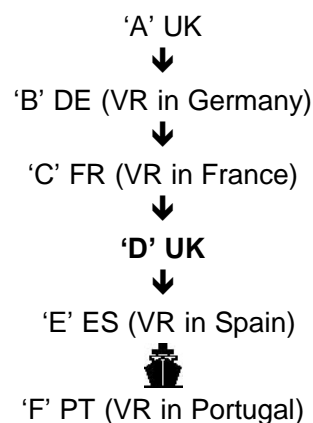 ‘A’ UK
‘B’ DE (VR in Germany)
‘C’ FR (VR in France)
‘D’ UK
‘E’ ES (VR in Spain)
‘F’ PT (VR in Portugal)